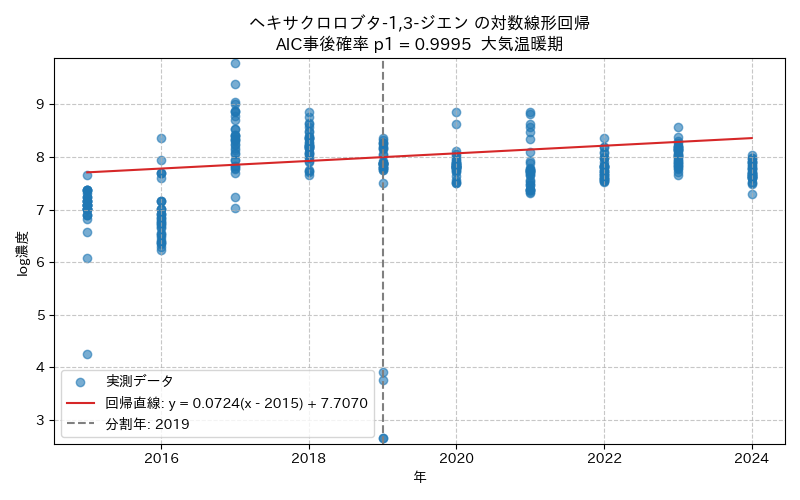 ヘキサクロロブタ-1,3-ジエン の対数線形回帰
AIC事後確率 p1 = 0.9995  大気温暖期
log濃度
9
8
7
6
5
4
3
実測データ
回帰直線: y = 0.0724(x - 2015) + 7.7070
分割年: 2019
2016
2018
2020
2022
2024
年